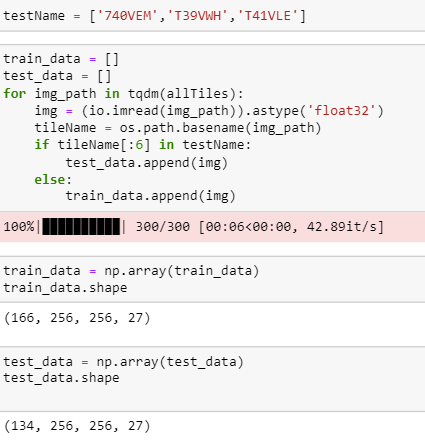 testName = ['740VEM','T39VWH','T41VLE']
train_data = []
test_data = []
for img_path in tqdm(allTiles):
    img = (io.imread(img_path)).astype('float32')
    tileName = os.path.basename(img_path)
    if tileName[:6] in testName:
        test_data.append(img)
    else:
        train_data.append(img)
100%|██████████| 300/300 [00:06<00:00, 42.89it/s]
train_data = np.array(train_data)
train_data.shape
(166, 256, 256, 27)
test_data = np.array(test_data)
test_data.shape
(134, 256, 256, 27)